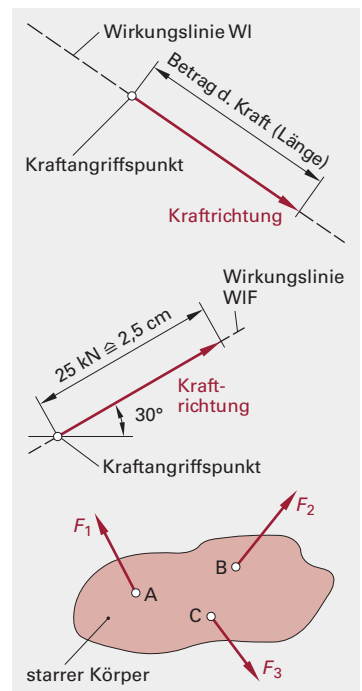 Wirkungslinie Wl
Betrag d. Kraft (Länge)
Kraftangriffspunkt
Kraftrichtung
Wirkungslinie
WIF
25 kN ≙ 2,5 cm
Kraft-
richtung
30°
Kraftangriffspunkt
F1
F2
B
A
C
starrer Körper
F3